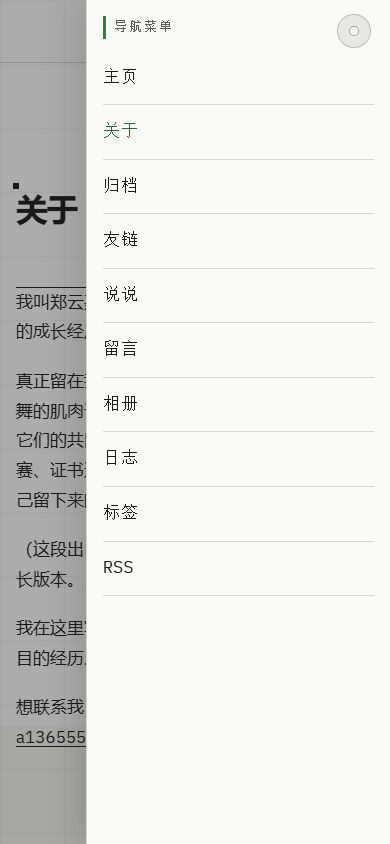 导航菜单
主页
关于
归档
友链
说说
留言
相册
日志
标签
RSS
关于
我叫郑云
的成长经
真正留在
舞的肌肉
它们的共
赛、证书
己留下来
（这段出
长版本。
我在这里
目的经历
想联系我
a136555